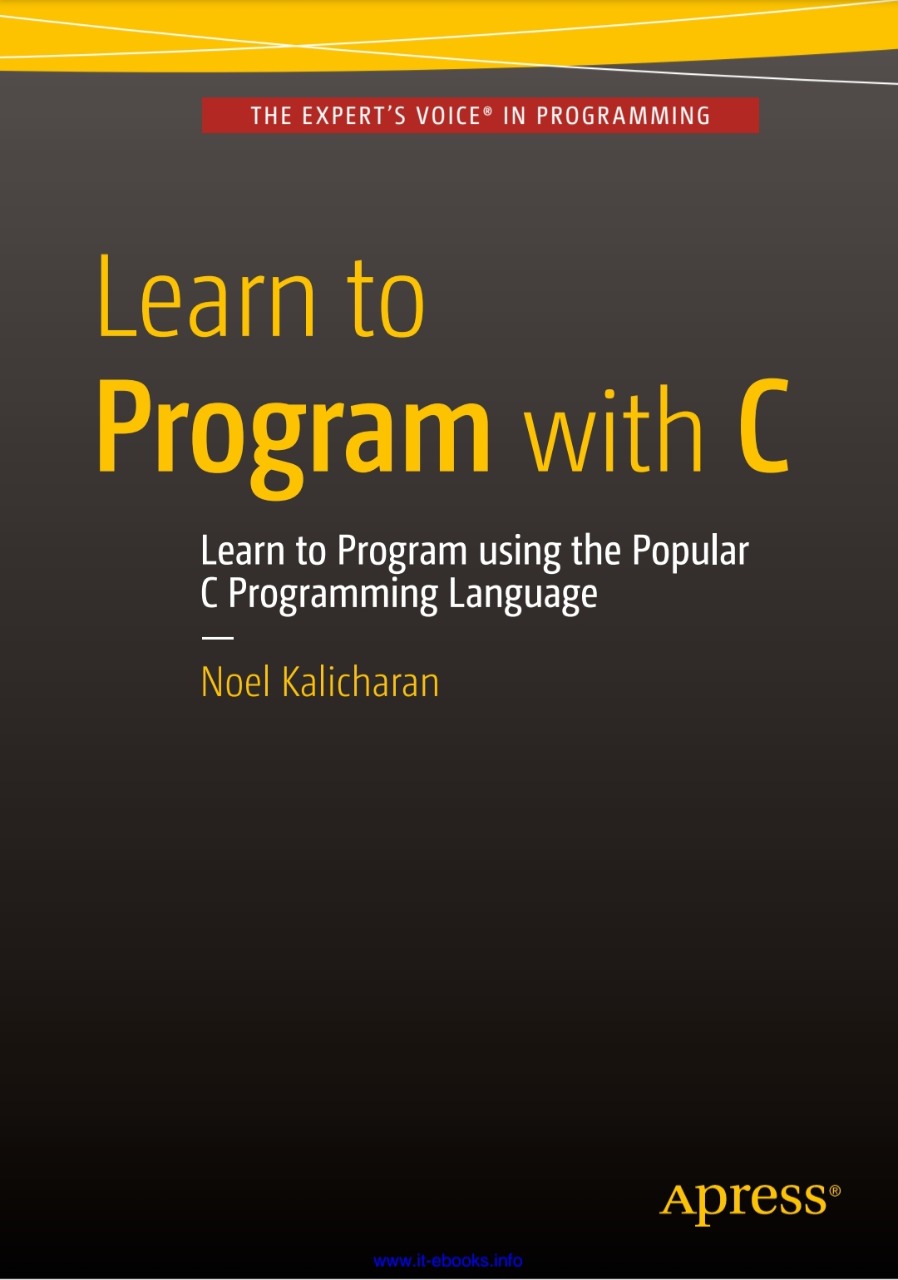 THE EXPERT'S VOICE® IN PROGRAMMING
Learn to
Program with C
Learn to Program using the Popular
C Programming Language
Noel Kalicharan
Apress®
www.it-ebooks.info